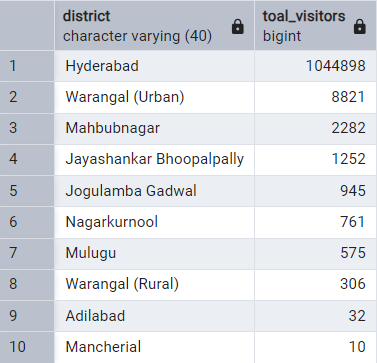 district toal_visitors
character varying (40) bigint
1 Hyderabad 1044898
2 Warangal (Urban) 8821
3 Mahbubnagar 2282
4 Jayashankar Bhoopalpally 1252
5 Jogulamba Gadwal 945
6 Nagarkurnool 761
7 Mulugu 575
8 Warangal (Rural) 306
9 Adilabad 32
10 Mancherial 10